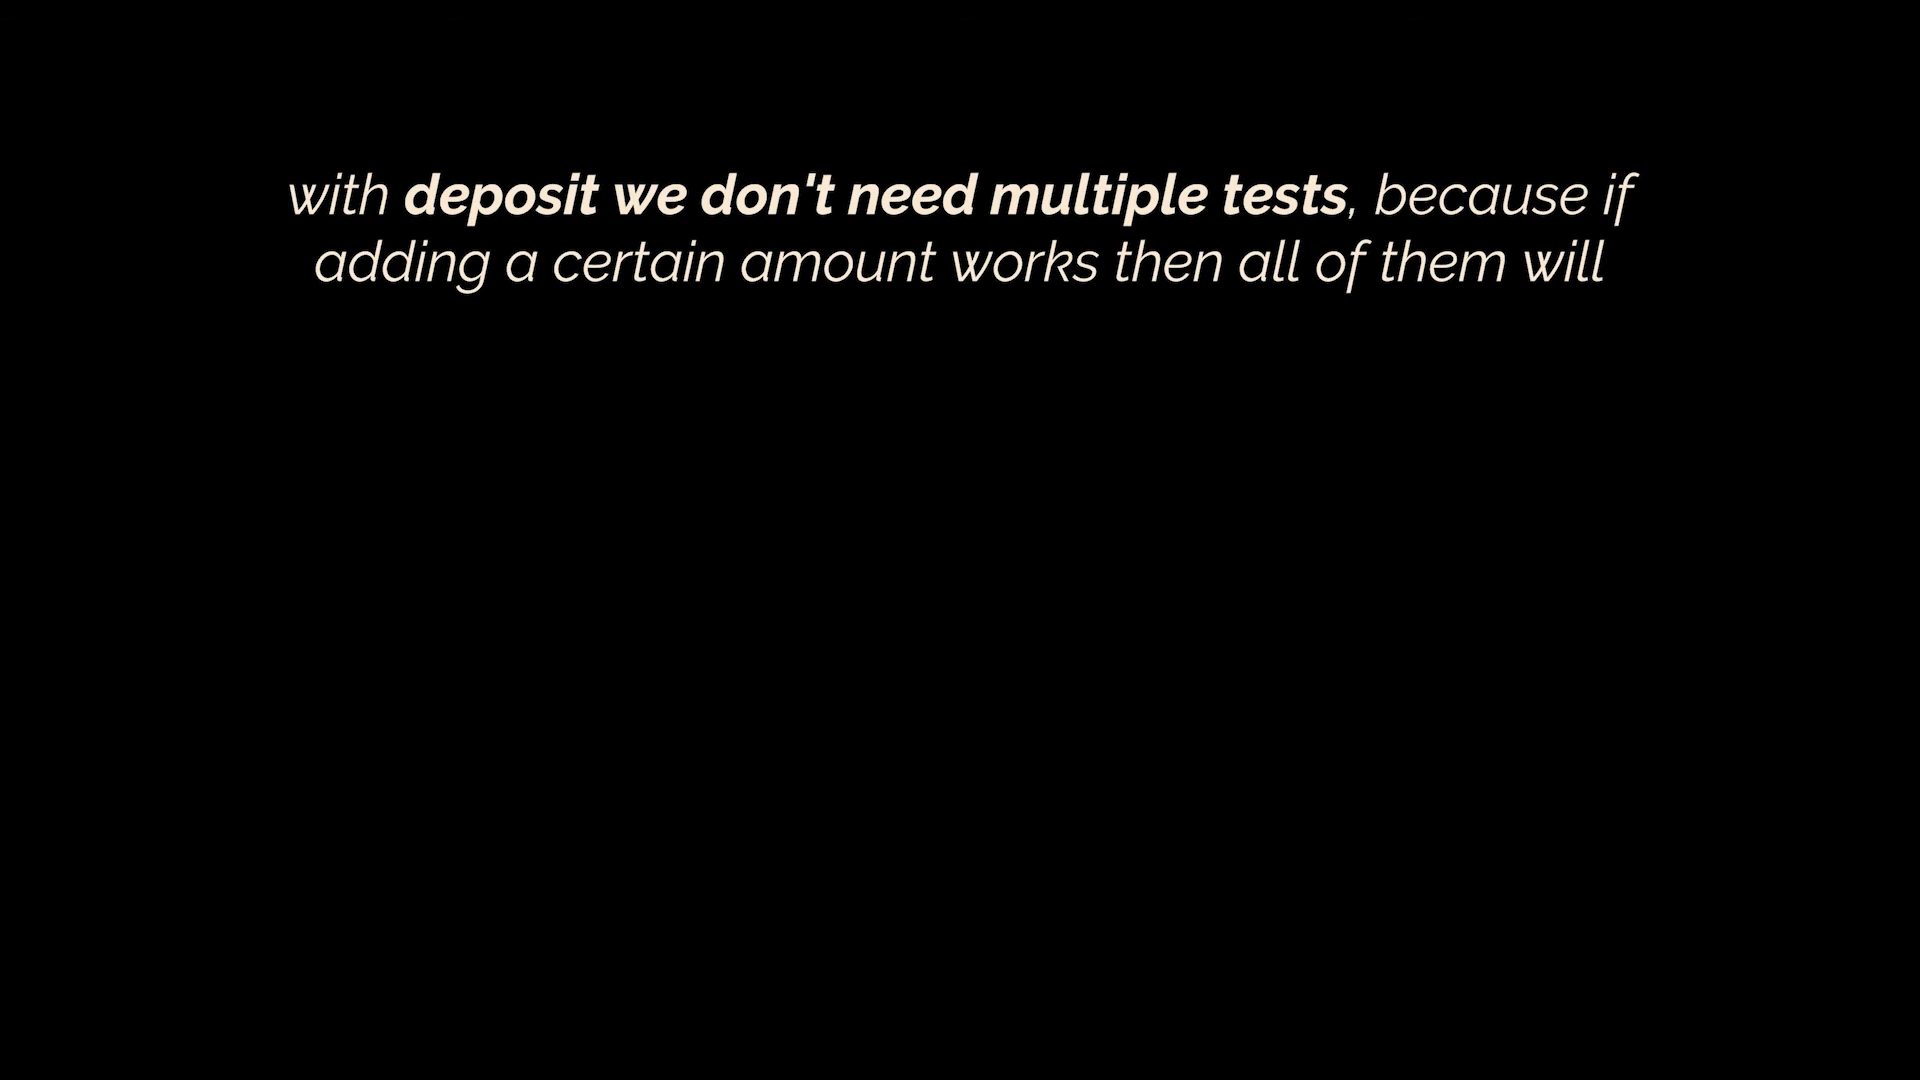 with deposit we don't need multiple tests, because if
adding a certain amount works then all of them will